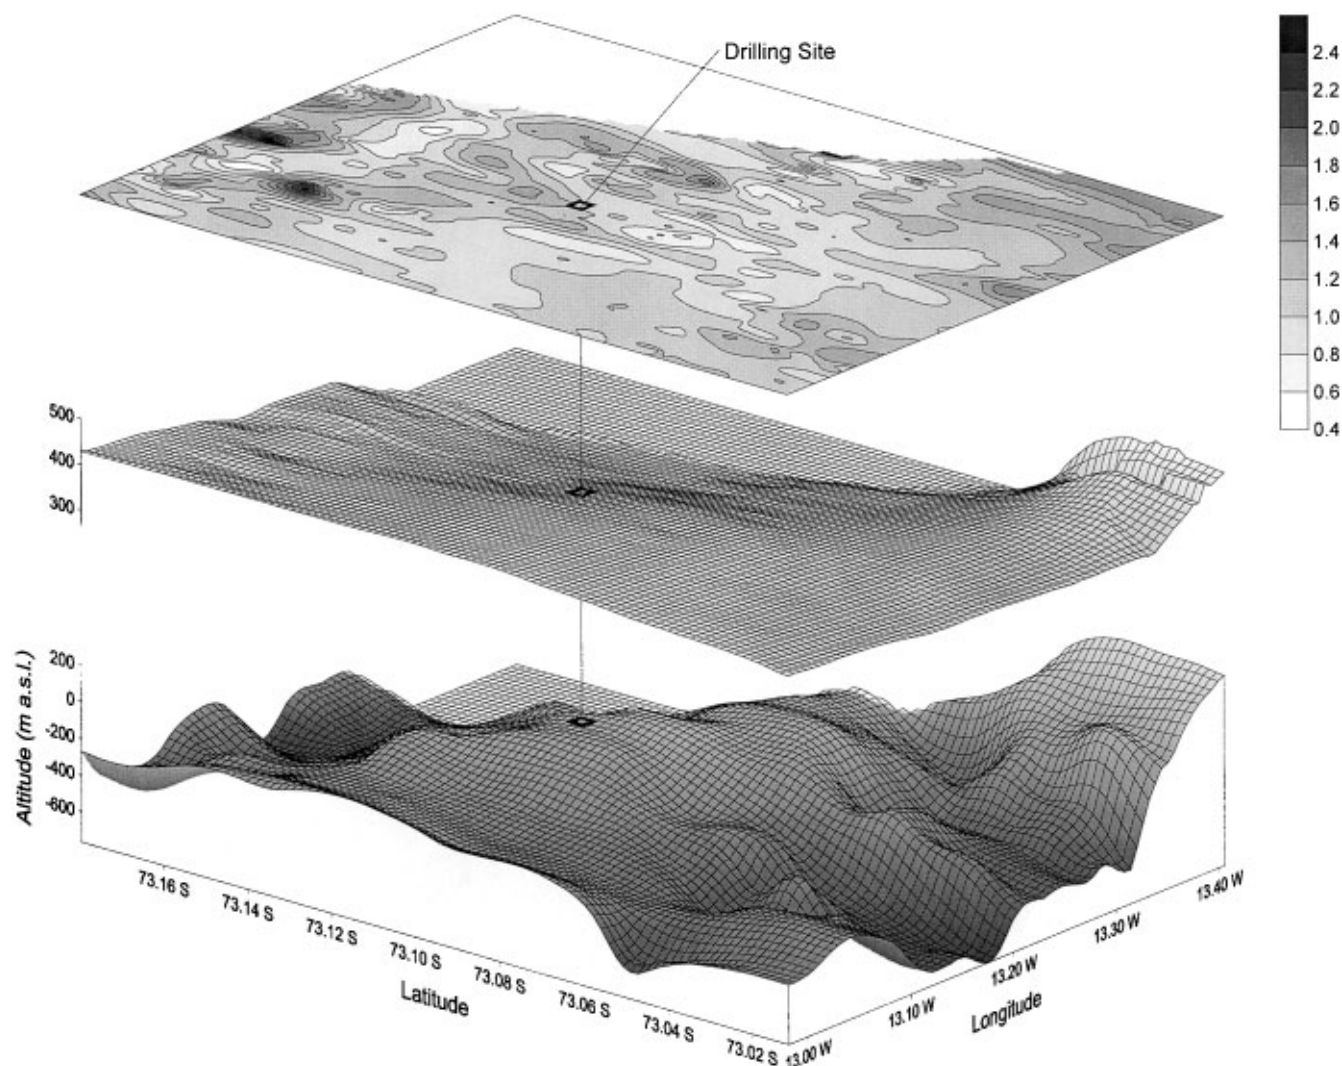 Drilling Site
2.4
2.2
2.0
1.8
1.6
1.4
1.2
1.0
0.8
0.6
0.4
500
400
300
Altitude (m a.s.l.)
200
0
-200
-400
-600
73.16 S
73.14 S
73.12 S
73.10 S
73.08 S
73.06 S
73.04 S
73.02 S
Latitude
13.00 W
13.10 W
13.20 W
13.30 W
13.40 W
Longitude